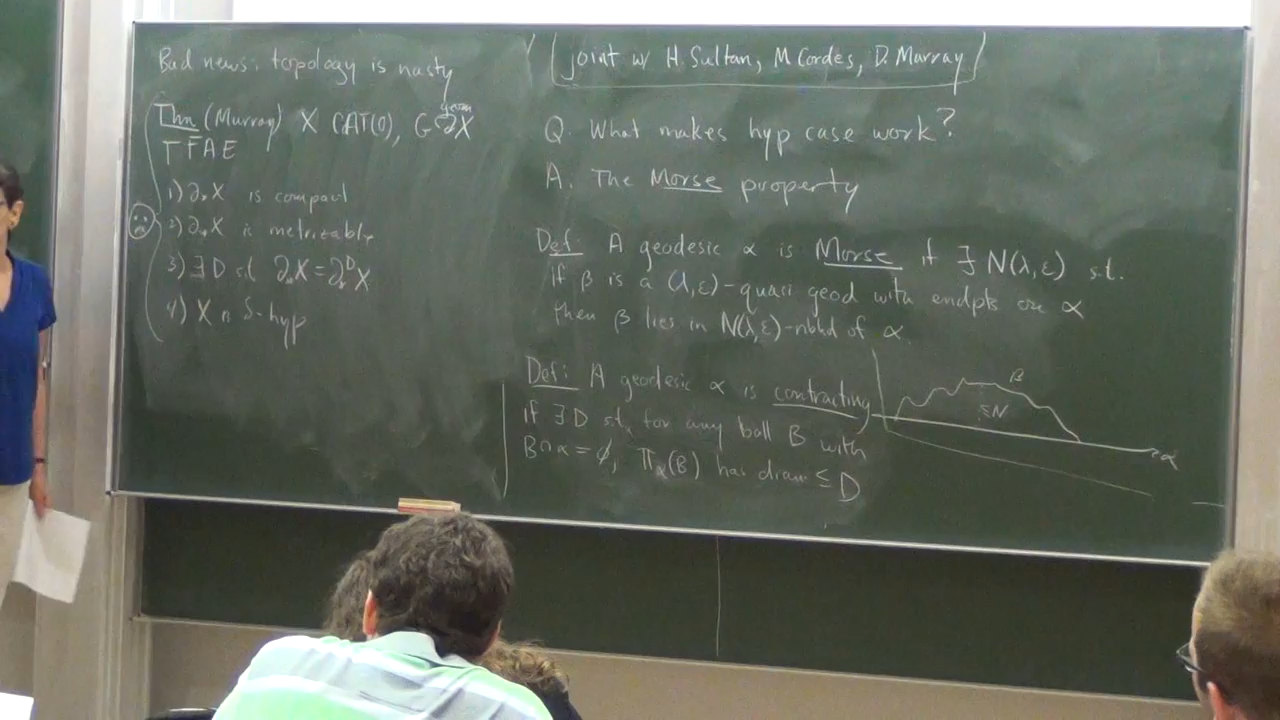 Bad news: topology is nasty
Thm (Murray) X CAT(0), G ↷ X
geom
TFAE
1) ∂*X is compact
2) ∂*X is metrizable
3) ∃ D s.t. ∂*X = ∂*ᴰX
4) X is δ-hyp
joint w/ H. Sultan, M. Cordes, D. Murray
Q. What makes hyp case work?
A. The Morse property
Def: A geodesic α is Morse if ∃ N(λ,ε) s.t.
if β is a (λ,ε)-quasi geod with endpts on α
then β lies in N(λ,ε)-nbhd of α.
Def: A geodesic α is contracting
if ∃ D s.t. for any ball B with
B∩α = ∅, π_α(B) has diam ≤ D
β
≤N
α